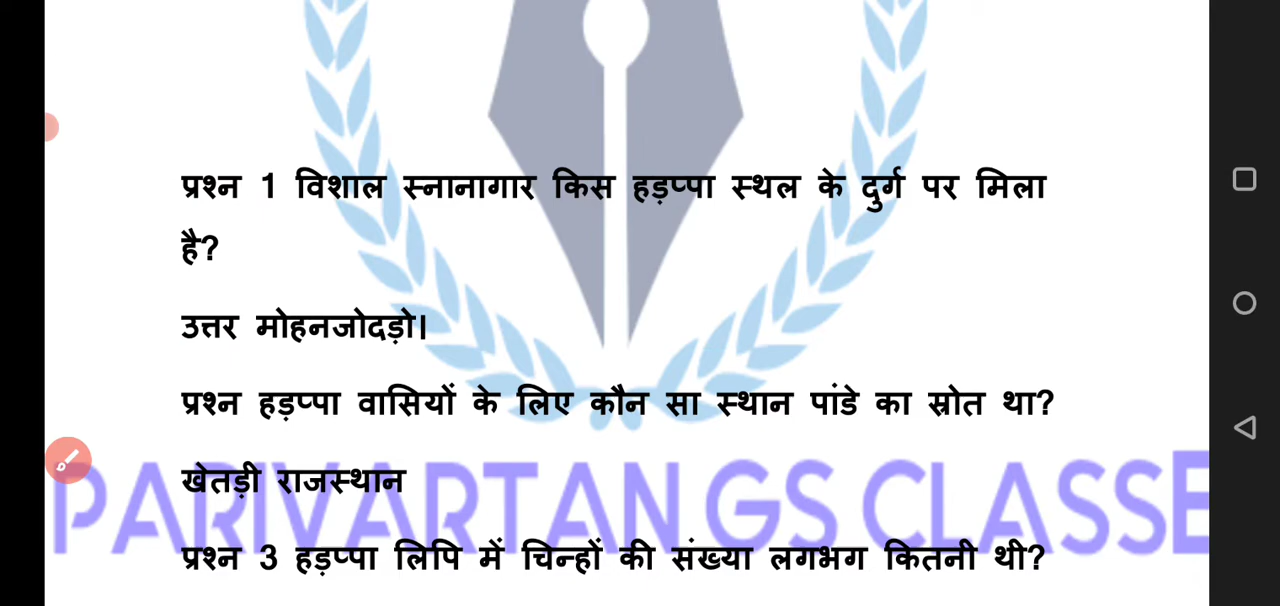 प्रश्न 1 विशाल स्नानागार किस हड़प्पा स्थल के दुर्ग पर मिला
है?
उत्तर मोहनजोदड़ो।
प्रश्न हड़प्पा वासियों के लिए कौन सा स्थान पांडे का स्रोत था?
खेतड़ी राजस्थान
PARIVARTAN GS CLASSE
प्रश्न 3 हड़प्पा लिपि में चिन्हों की संख्या लगभग कितनी थी?